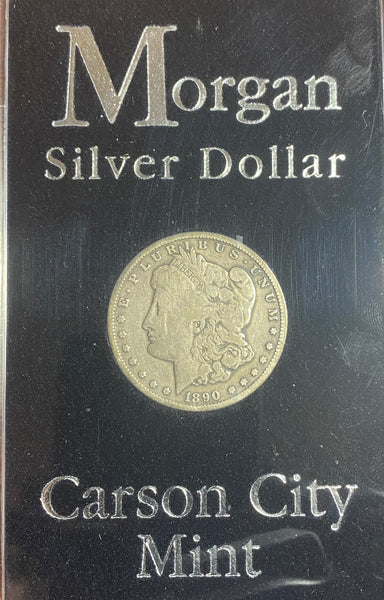 Morgan
Silver Dollar
E·PLURIBUS·UNUM
1890
Carson City
Mint